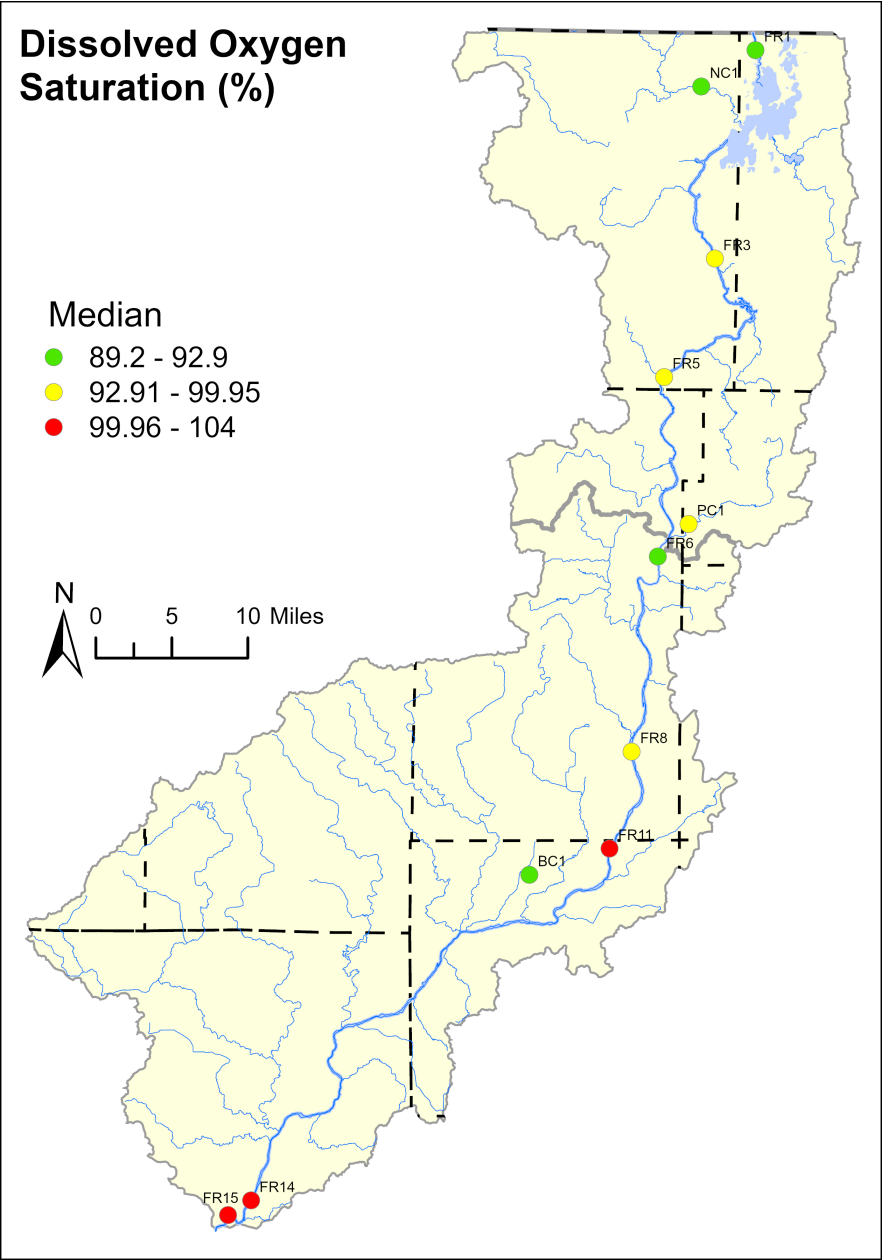 Dissolved Oxygen
Saturation (%)
FR1
NC1
FR3
Median
89.2 - 92.9
92.91 - 99.95
99.96 - 104
FR5
PC1
FR6
N
0 5 10 Miles
FR8
FR11
BC1
FR14
FR15